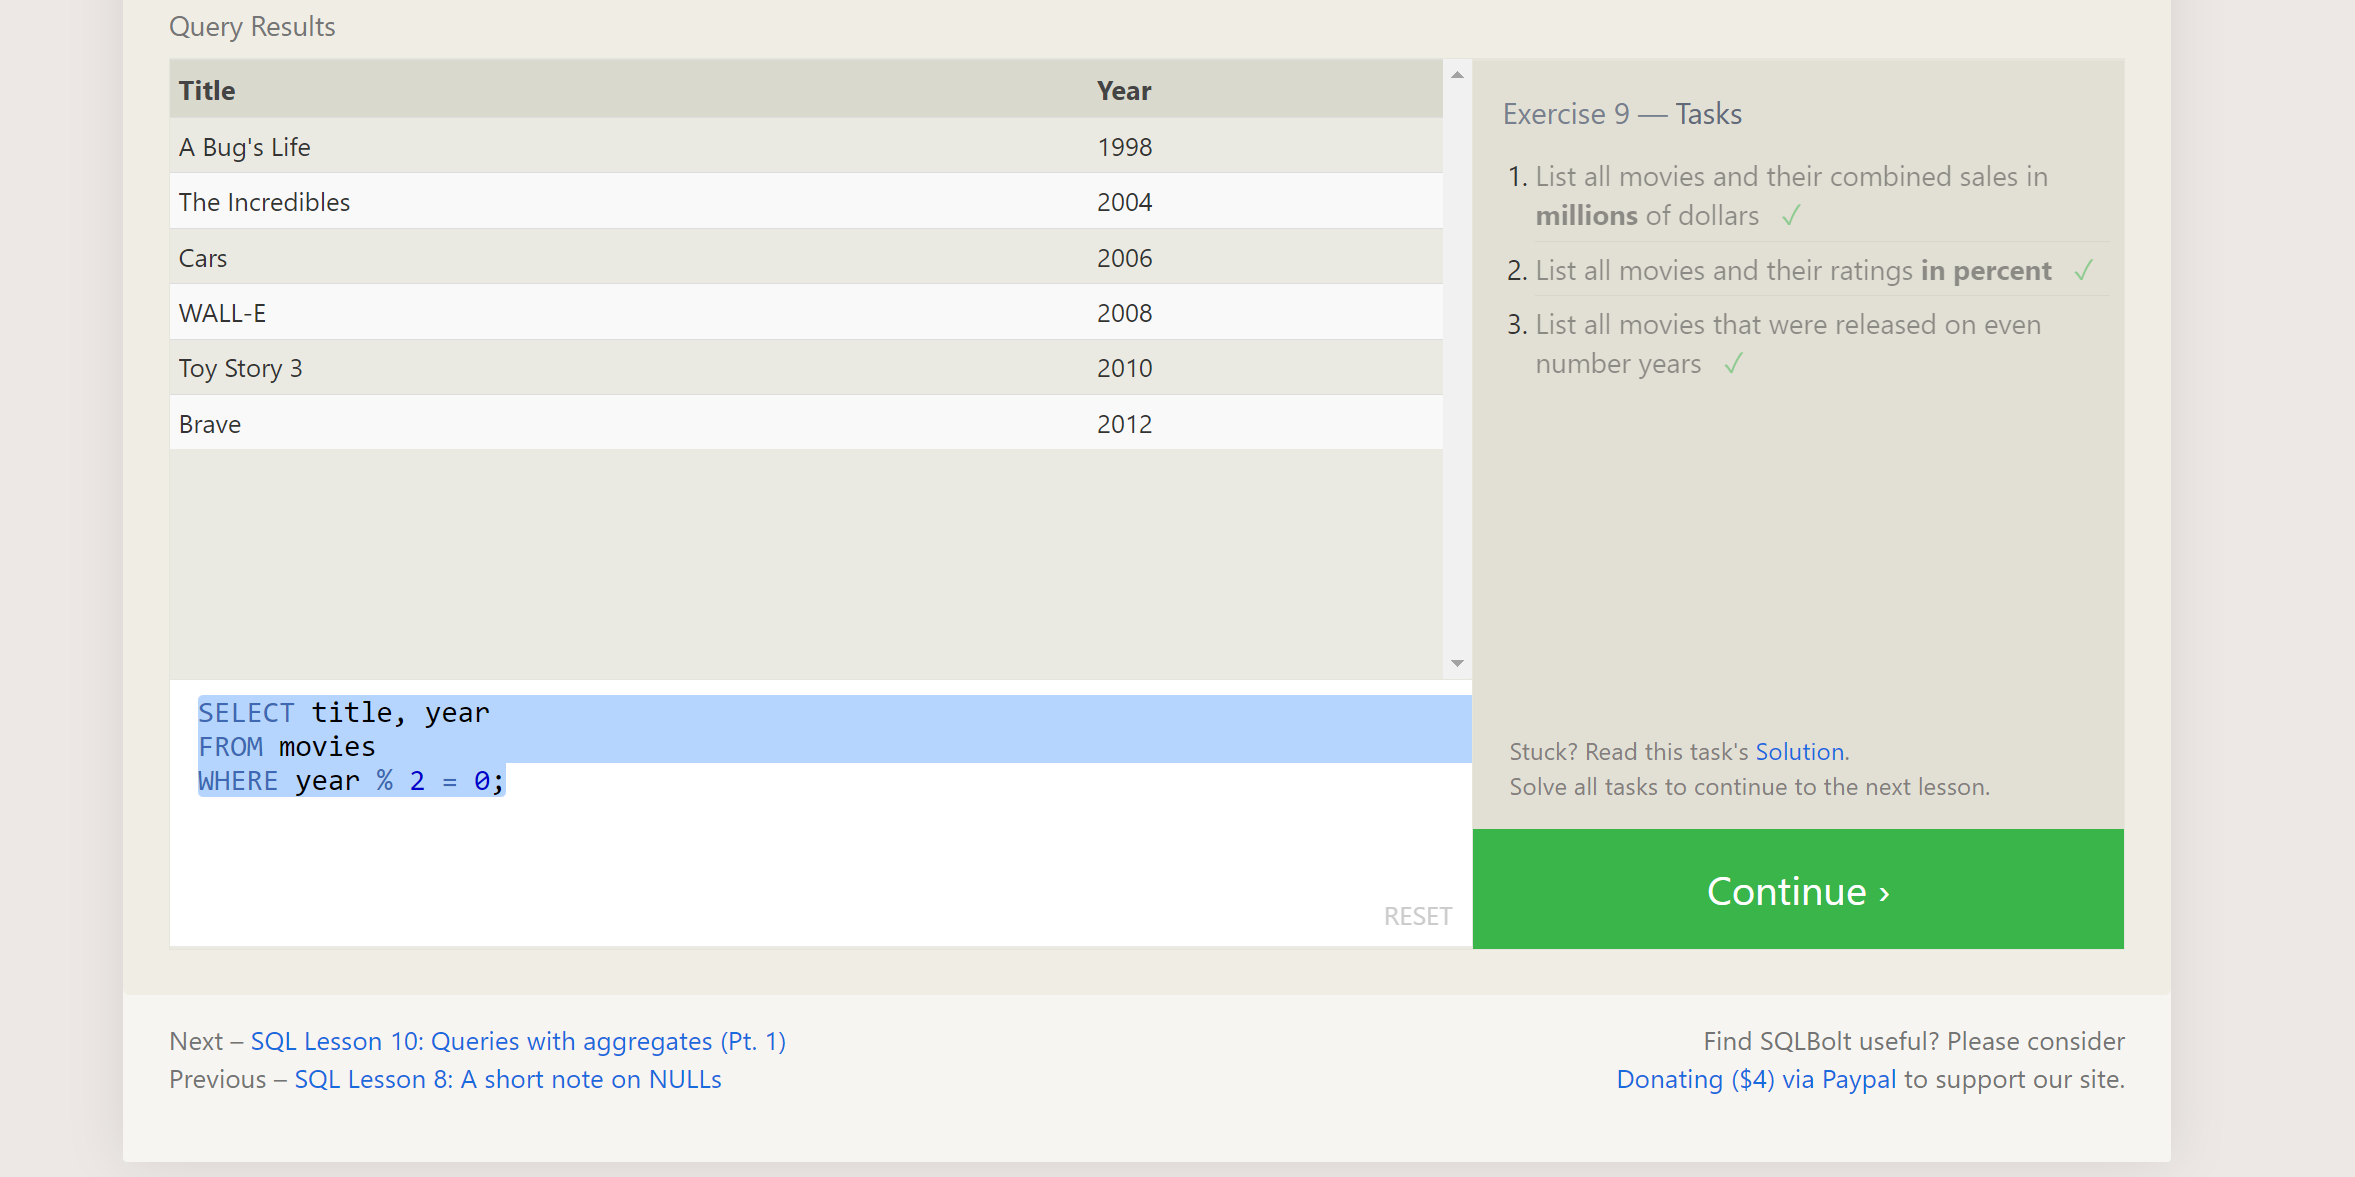 Query Results
Title Year
A Bug's Life 1998
The Incredibles 2004
Cars 2006
WALL-E 2008
Toy Story 3 2010
Brave 2012
SELECT title, year
FROM movies
WHERE year % 2 = 0;
RESET
Exercise 9 — Tasks
1. List all movies and their combined sales in
millions of dollars ✓
2. List all movies and their ratings in percent ✓
3. List all movies that were released on even
number years ✓
Stuck? Read this task's Solution.
Solve all tasks to continue to the next lesson.
Continue ›
Next – SQL Lesson 10: Queries with aggregates (Pt. 1)
Previous – SQL Lesson 8: A short note on NULLs
Find SQLBolt useful? Please consider
Donating ($4) via Paypal to support our site.